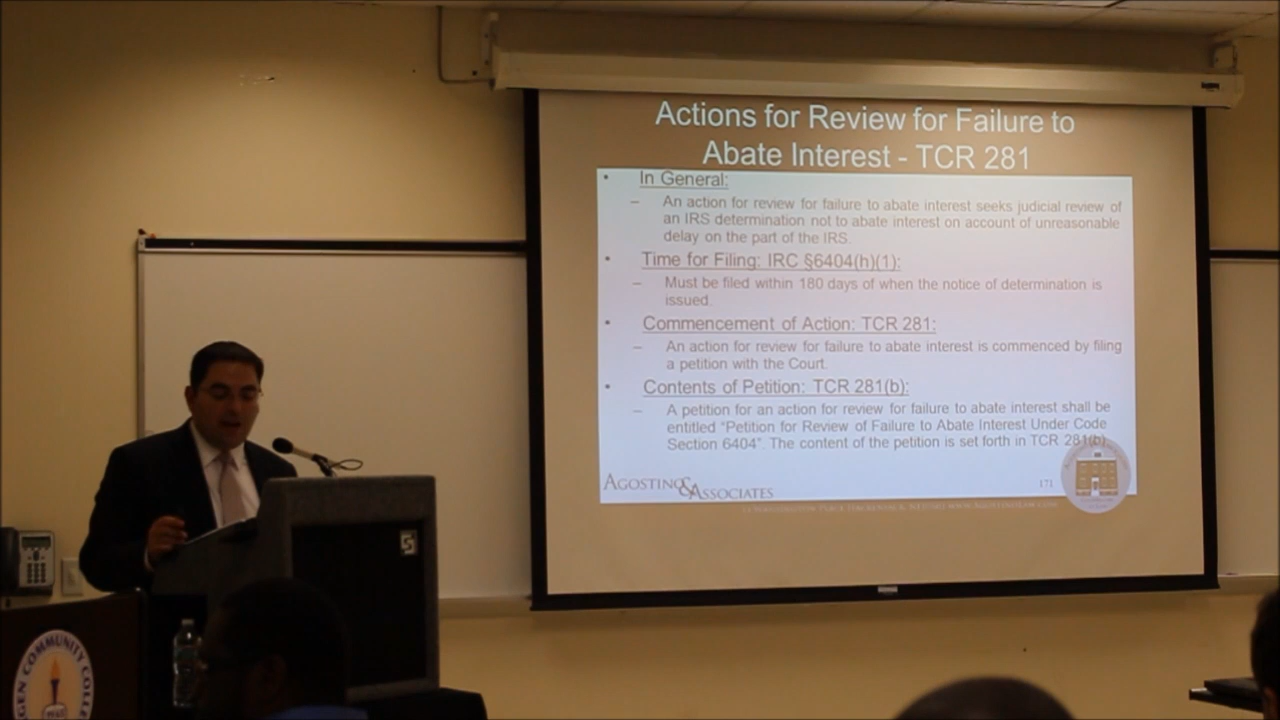 Actions for Review for Failure to
Abate Interest - TCR 281
• In General:
– An action for review for failure to abate interest seeks judicial review of
an IRS determination not to abate interest on account of unreasonable
delay on the part of the IRS.
• Time for Filing: IRC §6404(h)(1):
– Must be filed within 180 days of when the notice of determination is
issued.
• Commencement of Action: TCR 281:
– An action for review for failure to abate interest is commenced by filing
a petition with the Court.
• Contents of Petition: TCR 281(b):
– A petition for an action for review for failure to abate interest shall be
entitled “Petition for Review of Failure to Abate Interest Under Code
Section 6404”. The content of the petition is set forth in TCR 281(b).
AGOSTINO & ASSOCIATES
171
GEN COMMUNITY COLLE